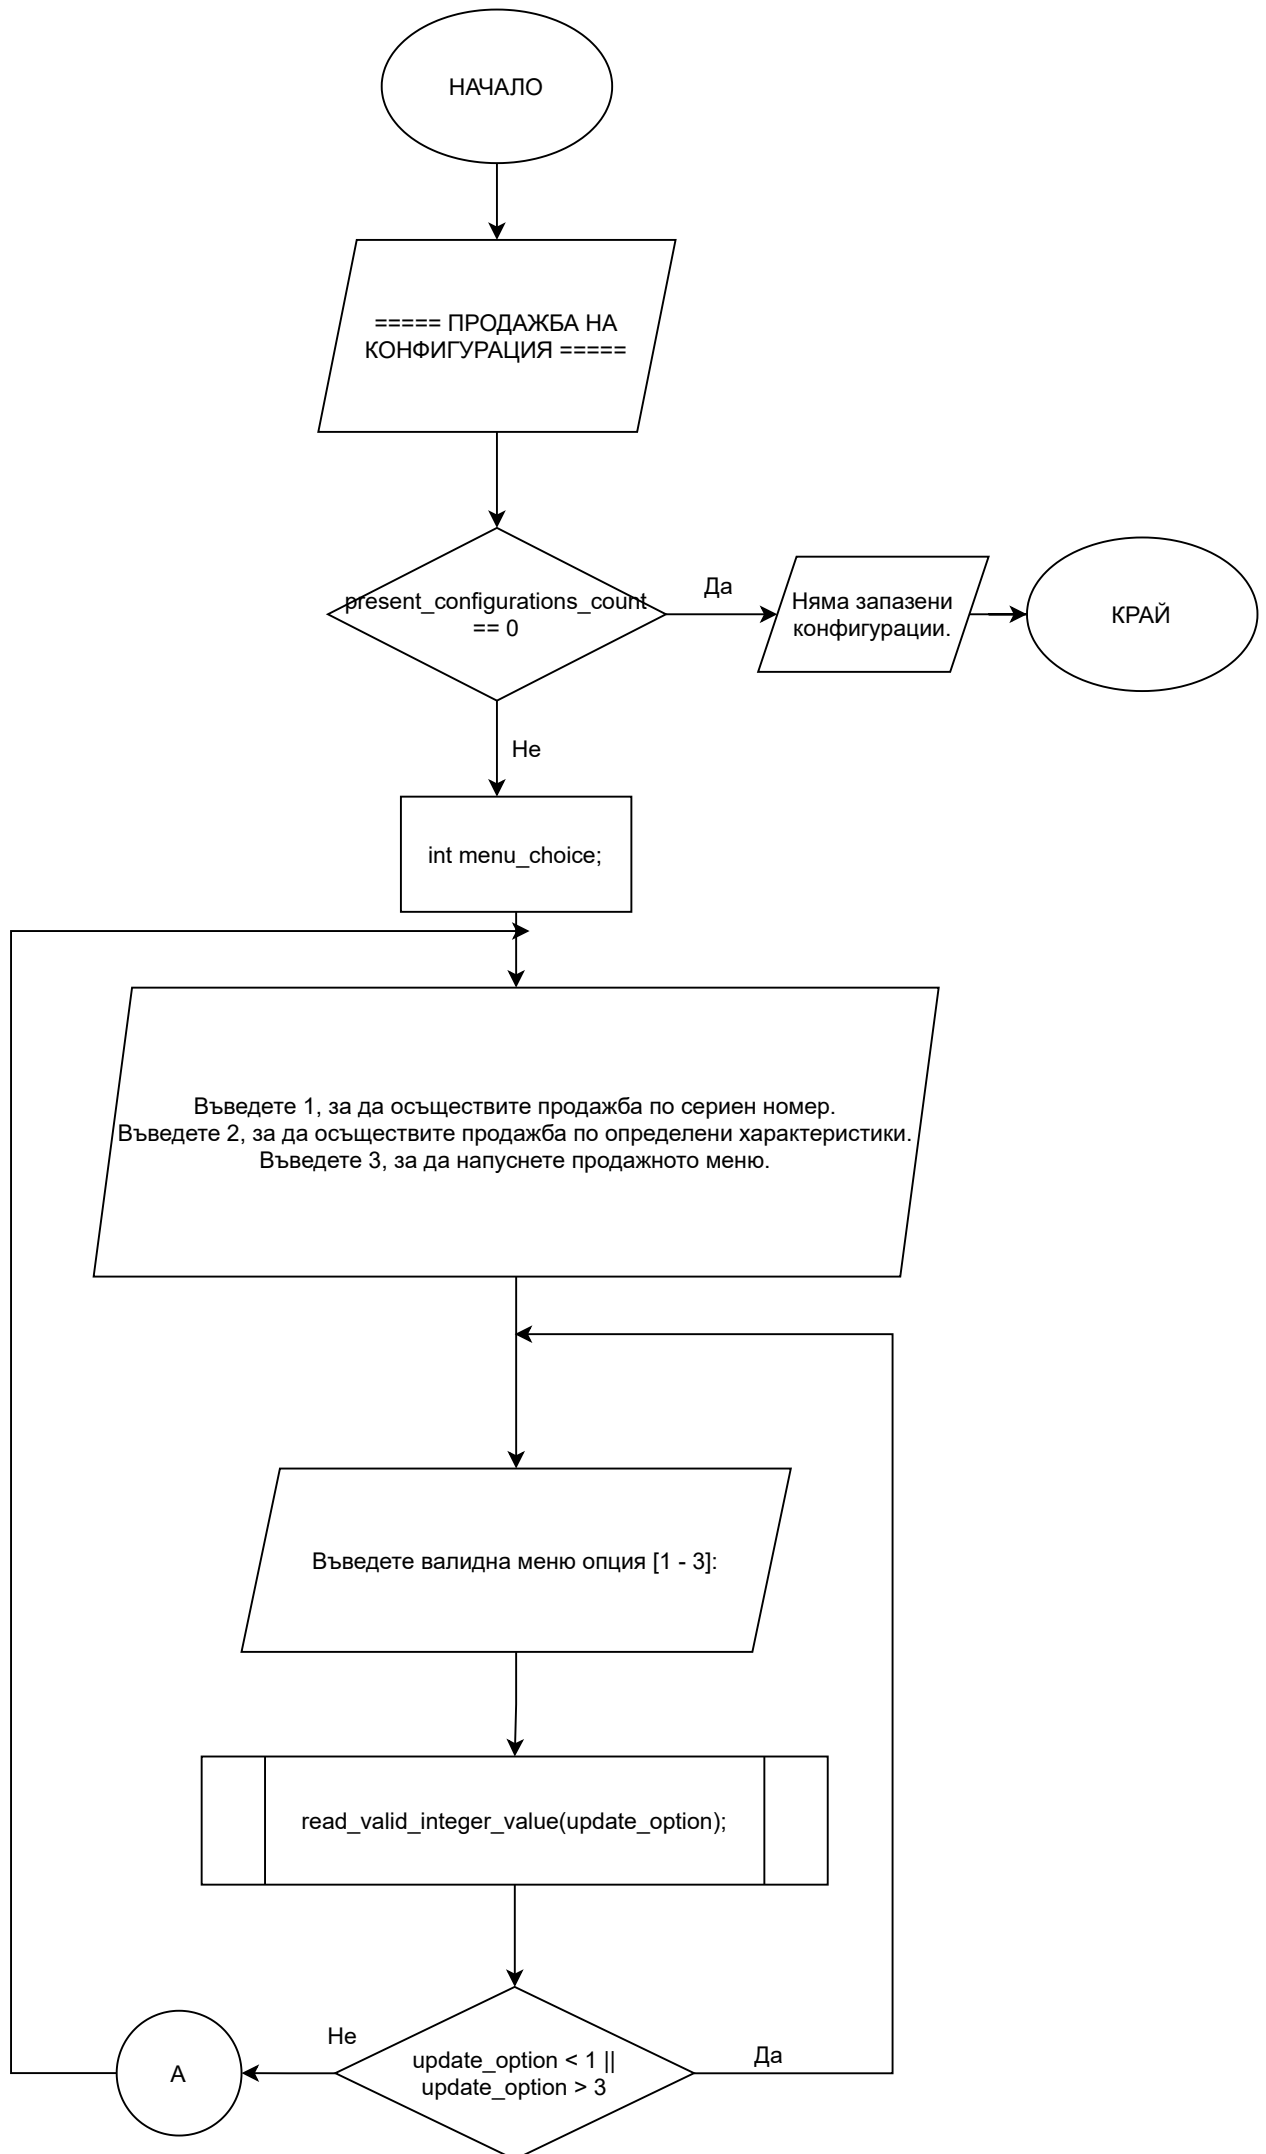 НАЧАЛО
===== ПРОДАЖБА НА
КОНФИГУРАЦИЯ =====
present_configurations_count
== 0
Да
Няма запазени
конфигурации.
КРАЙ
Не
int menu_choice;
Въведете 1, за да осъществите продажба по сериен номер.
Въведете 2, за да осъществите продажба по определени характеристики.
Въведете 3, за да напуснете продажното меню.
Въведете валидна меню опция [1 - 3]:
read_valid_integer_value(update_option);
Не
update_option < 1 ||
update_option > 3
Да
А